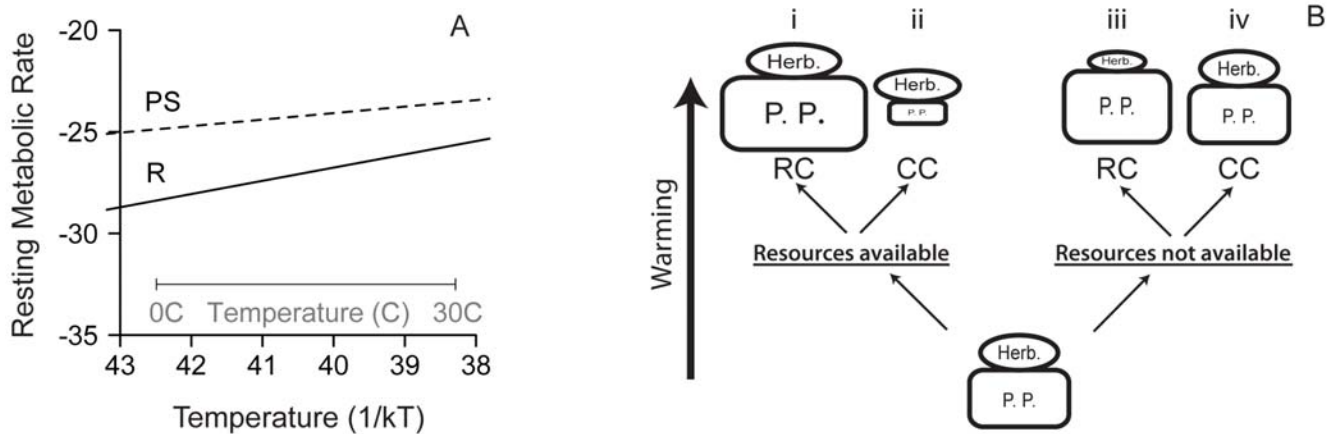 A
Resting Metabolic Rate
-20
-25
-30
-35
PS
R
0C Temperature (C) 30C
43 42 41 40 39 38
Temperature (1/kT)
B
i ii iii iv
Herb. Herb. Herb. Herb.
P. P. P. P. P. P. P. P.
RC CC RC CC
Warming
Resources available Resources not available
Herb.
P. P.